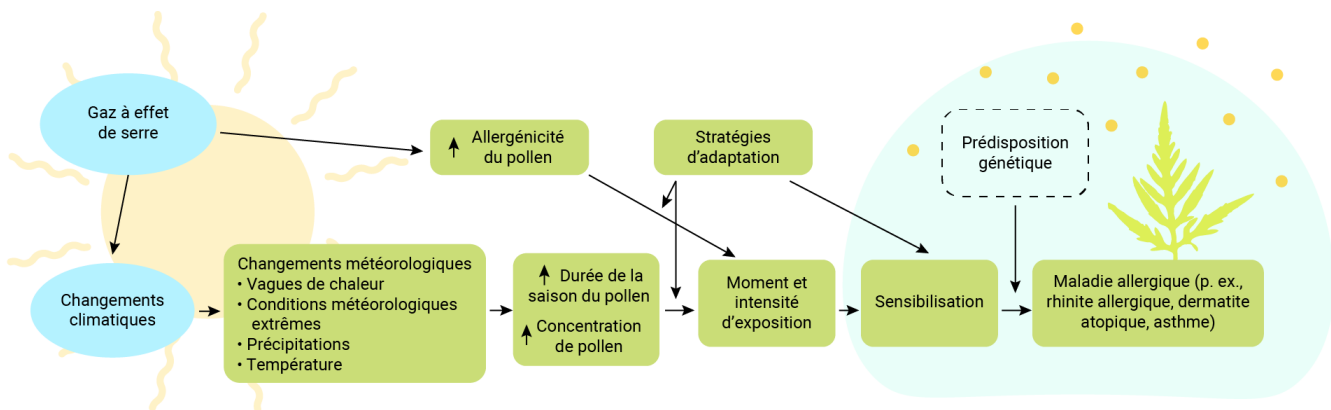 Gaz à effet
de serre
↑ Allergénicité
du pollen
Stratégies
d'adaptation
Prédisposition
génétique
Changements
climatiques
Changements météorologiques
• Vagues de chaleur
• Conditions météorologiques
extrêmes
• Précipitations
• Température
↑ Durée de la
saison du pollen
↑ Concentration
de pollen
Moment et
intensité
d'exposition
Sensibilisation
Maladie allergique (p. ex.,
rhinite allergique, dermatite
atopique, asthme)